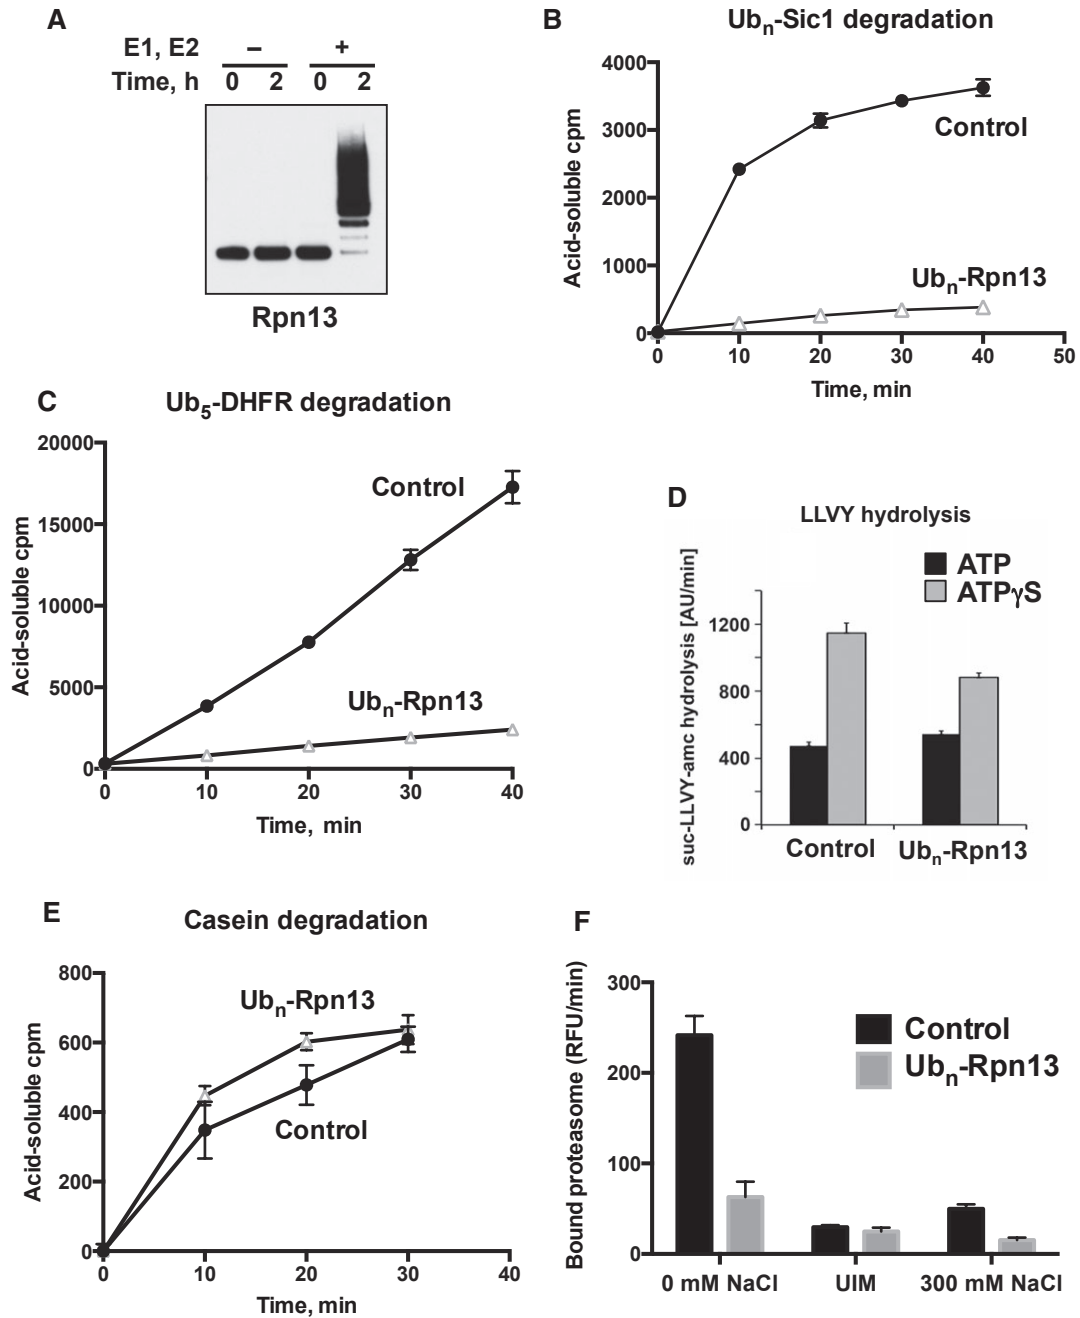 A
E1, E2 – +
Time, h 0 2 0 2
Rpn13
B
Ubn-Sic1 degradation
Acid-soluble cpm
4000
3000
2000
1000
0
Control
Ubn-Rpn13
0 10 20 30 40 50
Time, min
C
Ub5-DHFR degradation
Acid-soluble cpm
20000
15000
10000
5000
0
Control
Ubn-Rpn13
0 10 20 30 40
Time, min
D
LLVY hydrolysis
suc-LLVY-amc hydrolysis [AU/min]
ATP
ATPγS
1200
800
400
0
Control Ubn-Rpn13
E
Casein degradation
Acid-soluble cpm
800
600
400
200
0
Ubn-Rpn13
Control
0 10 20 30 40
Time, min
F
Bound proteasome (RFU/min)
300
200
100
0
Control
Ubn-Rpn13
0 mM NaCl UIM 300 mM NaCl